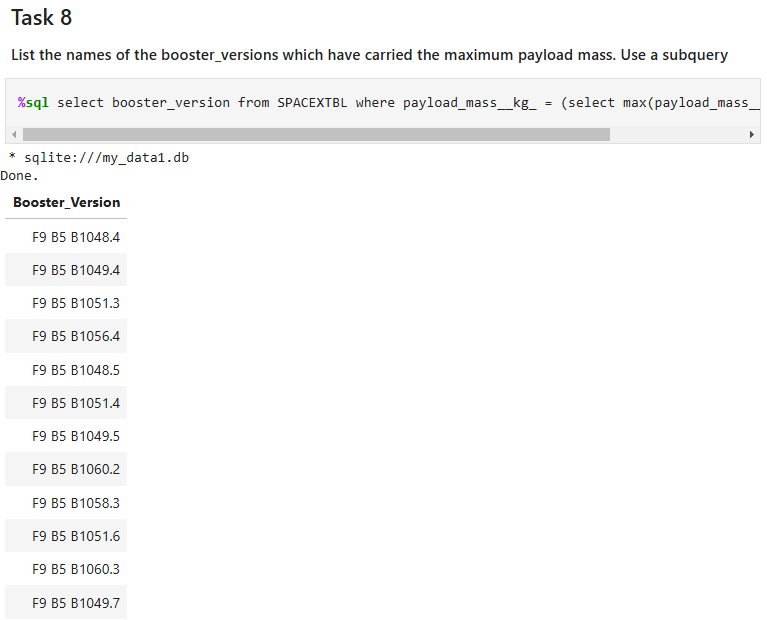 Task 8
List the names of the booster_versions which have carried the maximum payload mass. Use a subquery
%sql select booster_version from SPACEXTBL where payload_mass__kg_ = (select max(payload_mass__
* sqlite:///my_data1.db
Done.
Booster_Version
F9 B5 B1048.4
F9 B5 B1049.4
F9 B5 B1051.3
F9 B5 B1056.4
F9 B5 B1048.5
F9 B5 B1051.4
F9 B5 B1049.5
F9 B5 B1060.2
F9 B5 B1058.3
F9 B5 B1051.6
F9 B5 B1060.3
F9 B5 B1049.7